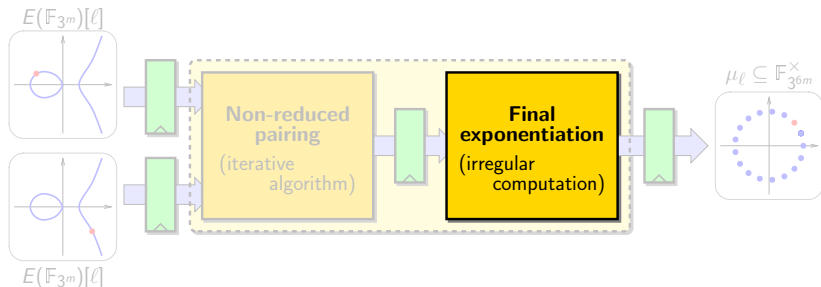 E(𝔽_{3^m})[ℓ]
μ_ℓ ⊆ 𝔽^×_{3^{6m}}
Non-reduced
pairing
(iterative
algorithm)
Final
exponentiation
(irregular
computation)
E(𝔽_{3^m})[ℓ]